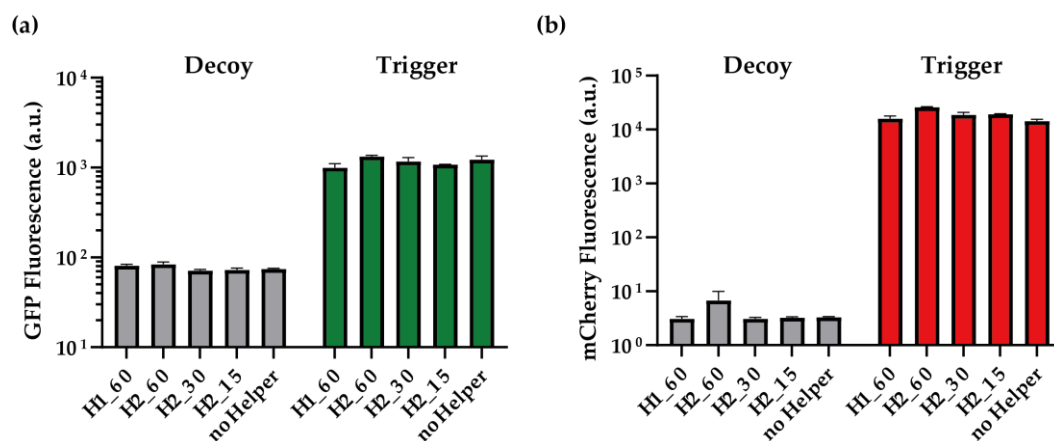 (a)
Decoy Trigger
GFP Fluorescence (a.u.)
10⁴
10³
10²
10¹
H1_60 H2_60 H2_30 H2_15 no Helper H1_60 H2_60 H2_30 H2_15 no Helper
(b)
Decoy Trigger
mCherry Fluorescence (a.u.)
10⁵
10⁴
10³
10²
10¹
10⁰
H1_60 H2_60 H2_30 H2_15 no Helper H1_60 H2_60 H2_30 H2_15 no Helper